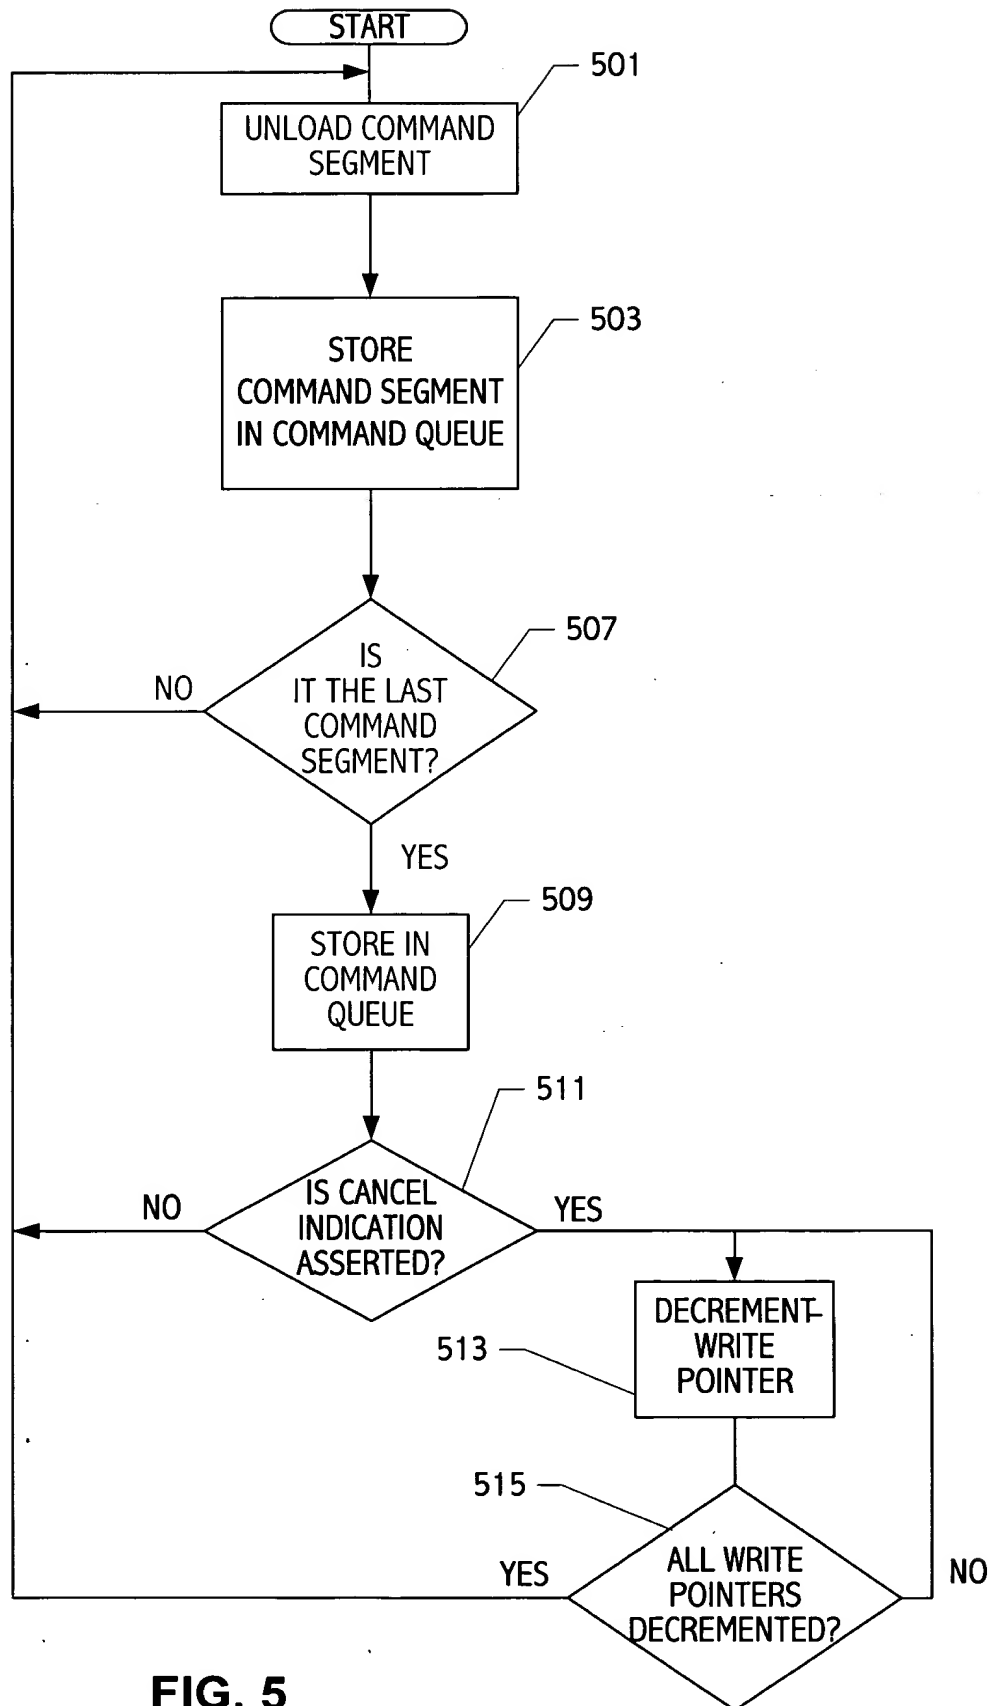 START
501
UNLOAD COMMAND
SEGMENT
503
STORE
COMMAND SEGMENT
IN COMMAND QUEUE
507
IS
IT THE LAST
COMMAND
SEGMENT?
NO
YES
509
STORE IN
COMMAND
QUEUE
511
IS CANCEL
INDICATION
ASSERTED?
NO
YES
DECREMENT
WRITE
POINTER
513
515
ALL WRITE
POINTERS
DECREMENTED?
YES
NO
FIG. 5